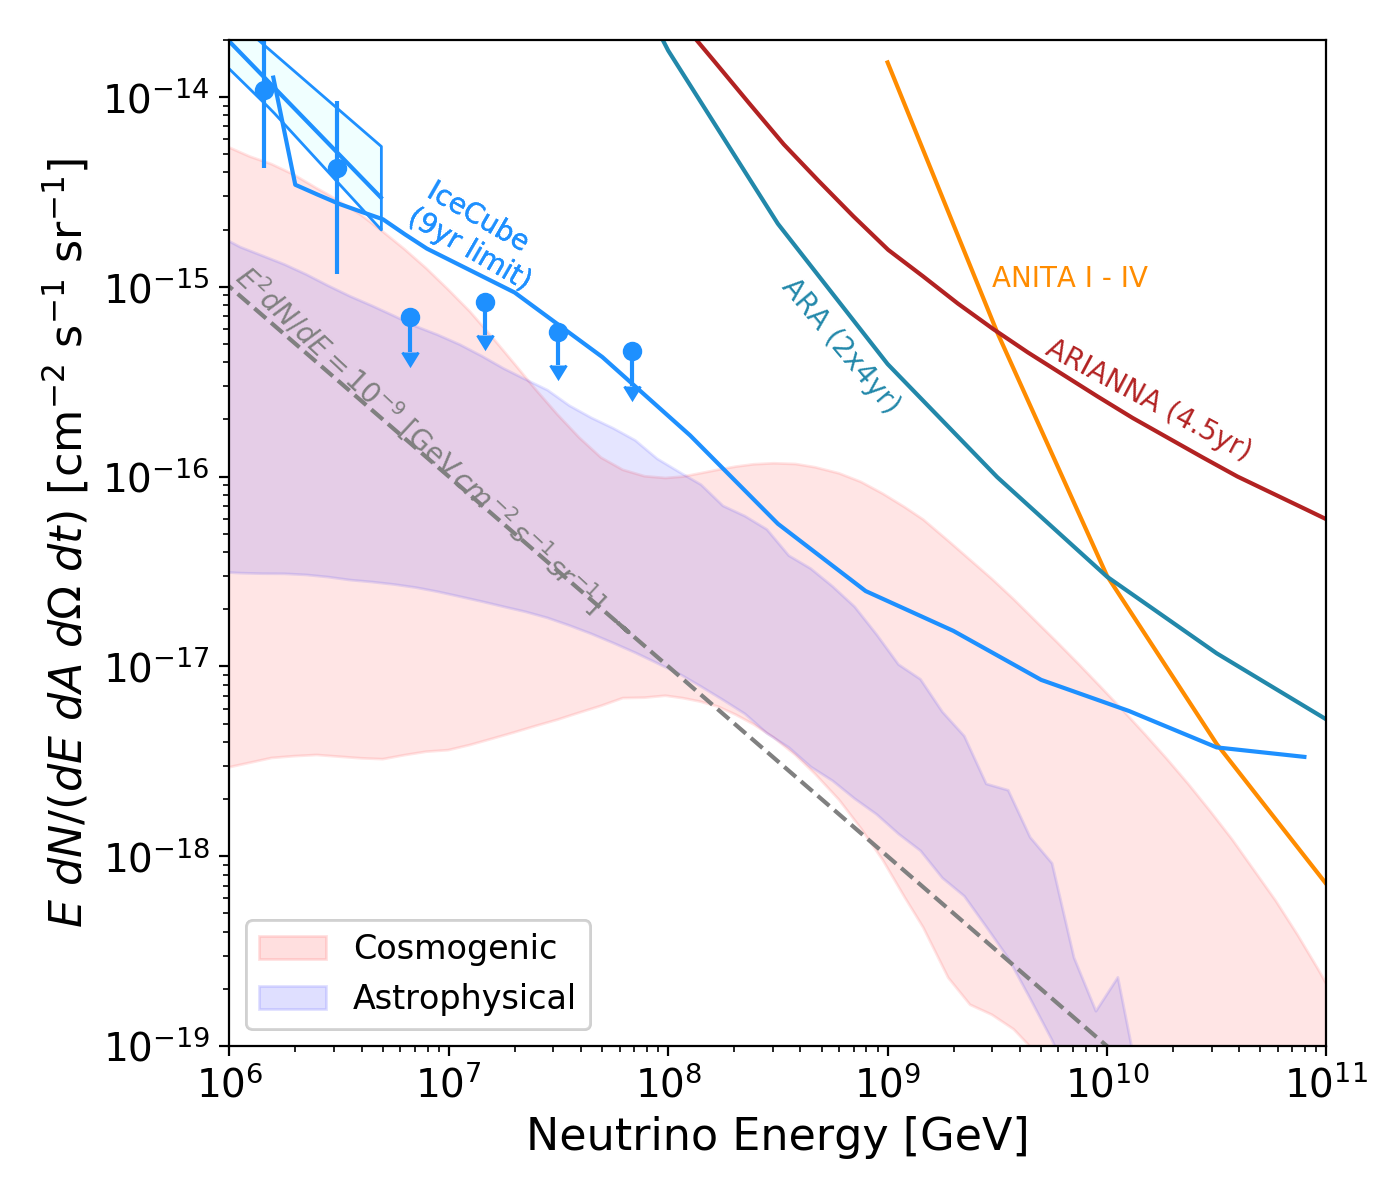 E dN/(dE dA dΩ dt) [cm⁻² s⁻¹ sr⁻¹]
10⁻¹⁴
10⁻¹⁵
10⁻¹⁶
10⁻¹⁷
10⁻¹⁸
10⁻¹⁹
IceCube
(9yr limit)
E²dN/dE = 10⁻⁹ [GeV cm⁻² s⁻¹ sr⁻¹]
ARA (2x4yr)
ANITA I - IV
ARIANNA (4.5yr)
Cosmogenic
Astrophysical
10⁶ 10⁷ 10⁸ 10⁹ 10¹⁰ 10¹¹
Neutrino Energy [GeV]